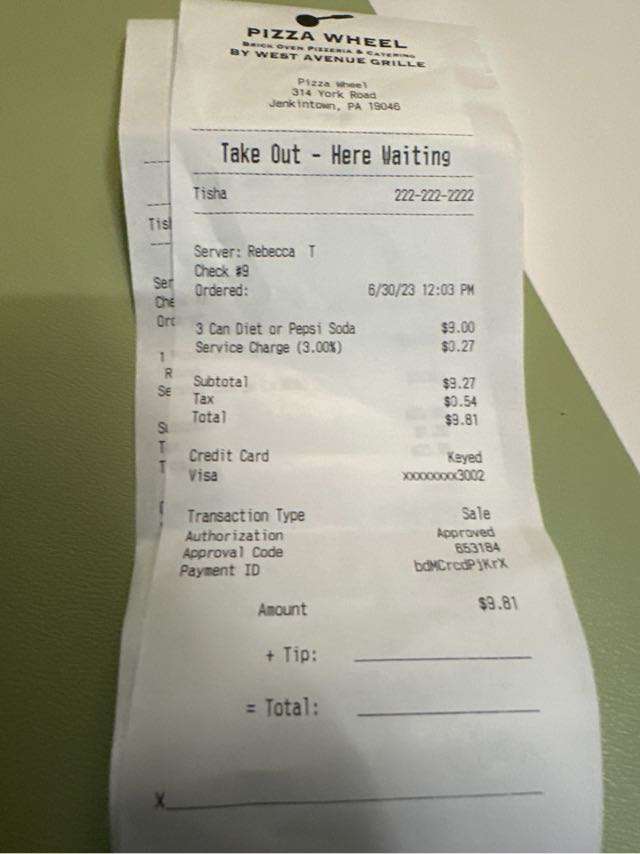 PIZZA WHEEL
BRICK OVEN PIZZERIA & CATERING
BY WEST AVENUE GRILLE
Pizza Wheel
314 York Road
Jenkintown, PA 19046
Take Out - Here Waiting
Tisha 222-222-2222
Server: Rebecca T
Check #9
Ordered: 6/30/23 12:03 PM
3 Can Diet or Pepsi Soda $9.00
Service Charge (3.00%) $0.27
Subtotal $9.27
Tax $0.54
Total $9.81
Credit Card Keyed
Visa xxxxxxxx3002
Transaction Type Sale
Authorization Approved
Approval Code 653184
Payment ID bdMCrcdPjKrX
Amount $9.81
+ Tip:
= Total:
X